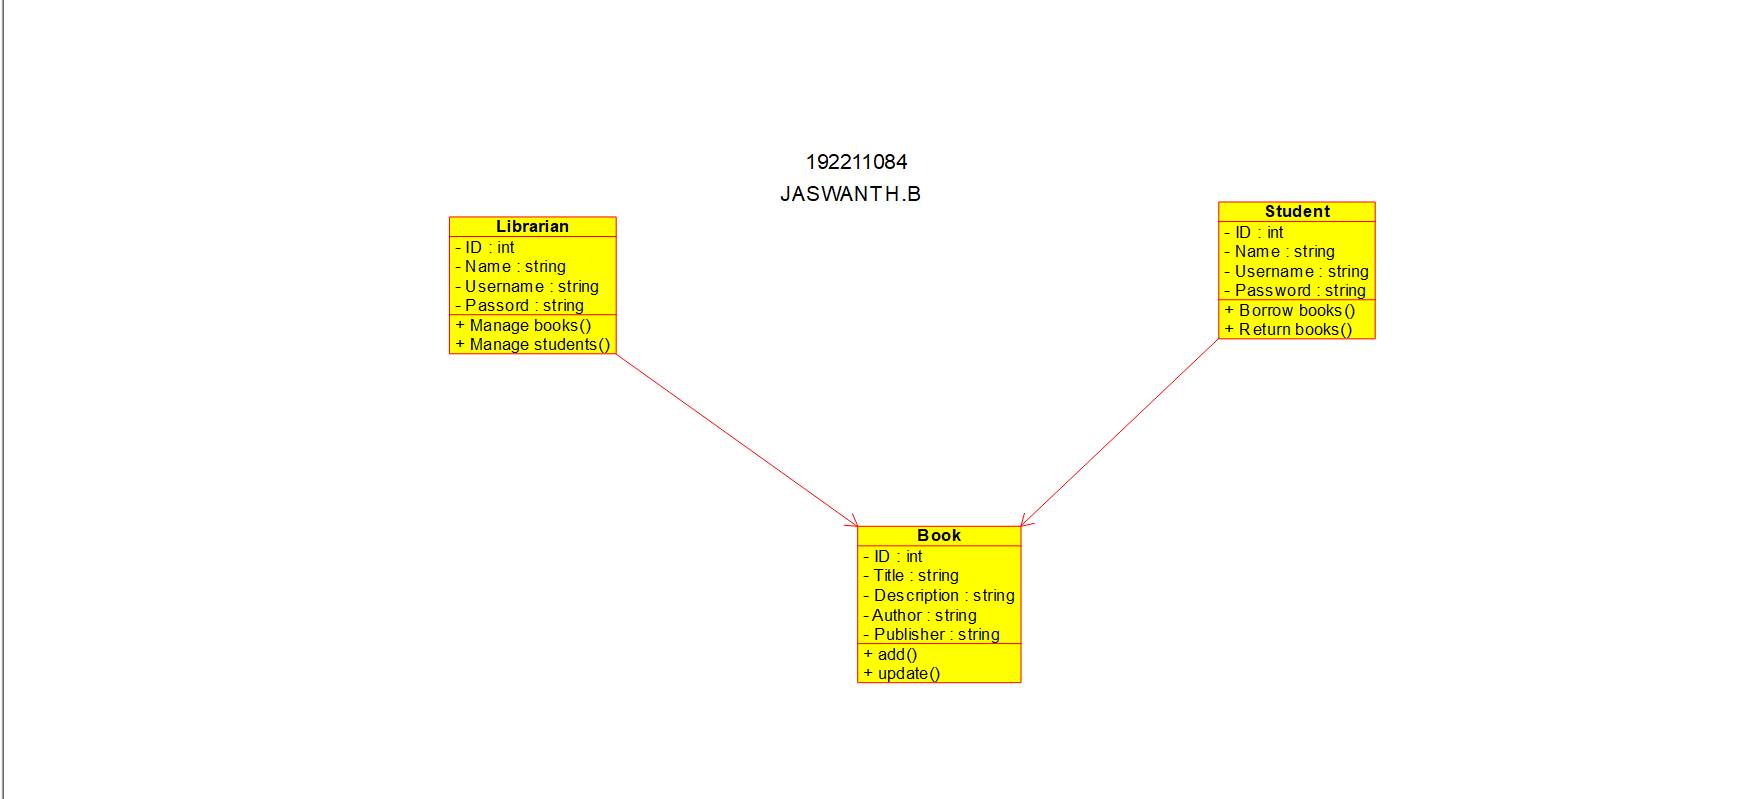 192211084
JASWANTH.B
Librarian
- ID : int
- Name : string
- Username : string
- Passord : string
+ Manage books()
+ Manage students()
Student
- ID : int
- Name : string
- Username : string
- Password : string
+ Borrow books()
+ Return books()
Book
- ID : int
- Title : string
- Description : string
- Author : string
- Publisher : string
+ add()
+ update()